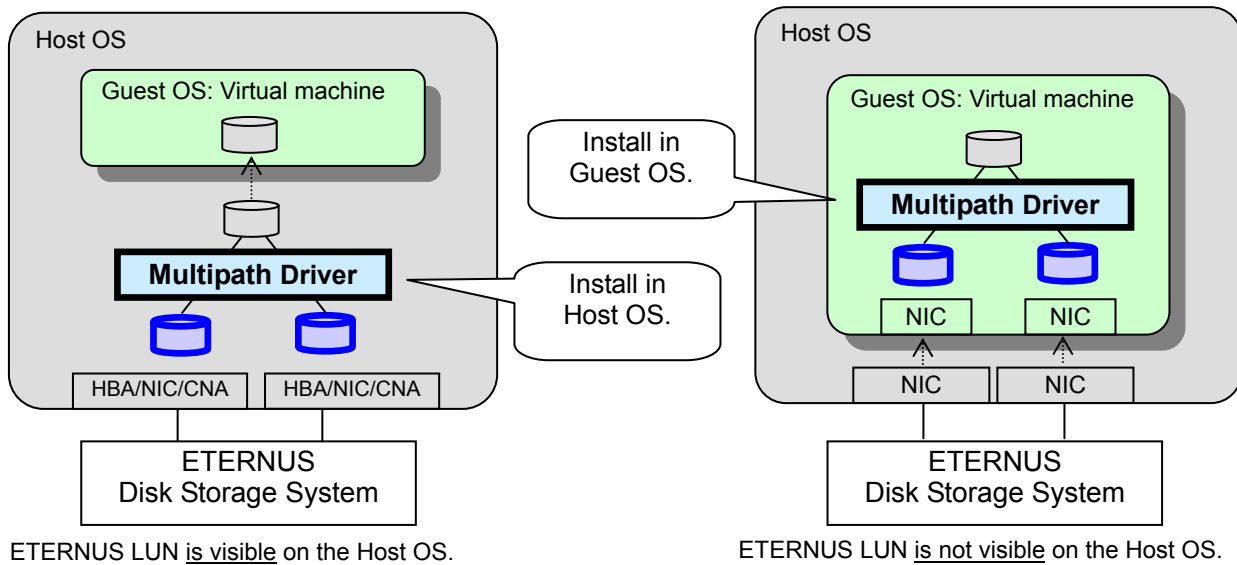 Host OS
Guest OS: Virtual machine
Multipath Driver
HBA/NIC/CNA
HBA/NIC/CNA
ETERNUS
Disk Storage System
ETERNUS LUN is visible on the Host OS.
Install in
Guest OS.
Install in
Host OS.
Host OS
Guest OS: Virtual machine
Multipath Driver
NIC
NIC
NIC
NIC
ETERNUS
Disk Storage System
ETERNUS LUN is not visible on the Host OS.